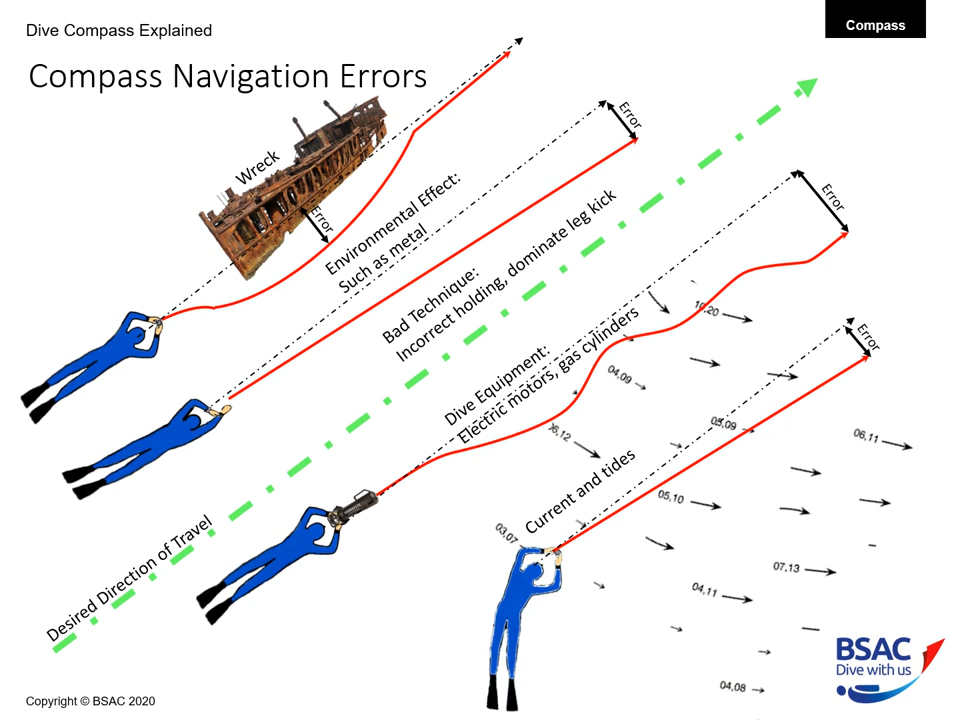 Dive Compass Explained
Compass
Compass Navigation Errors
Wreck
Error
Environmental Effect:
Such as metal
Error
Bad Technique:
Incorrect holding, dominate leg kick
Error
Dive Equipment:
Electric motors, gas cylinders
Error
Current and tides
Desired Direction of Travel
10,20
04,09
05,09
06,11
05,10
03,07
07,13
04,11
04,08
BSAC
Dive with us
Copyright © BSAC 2020